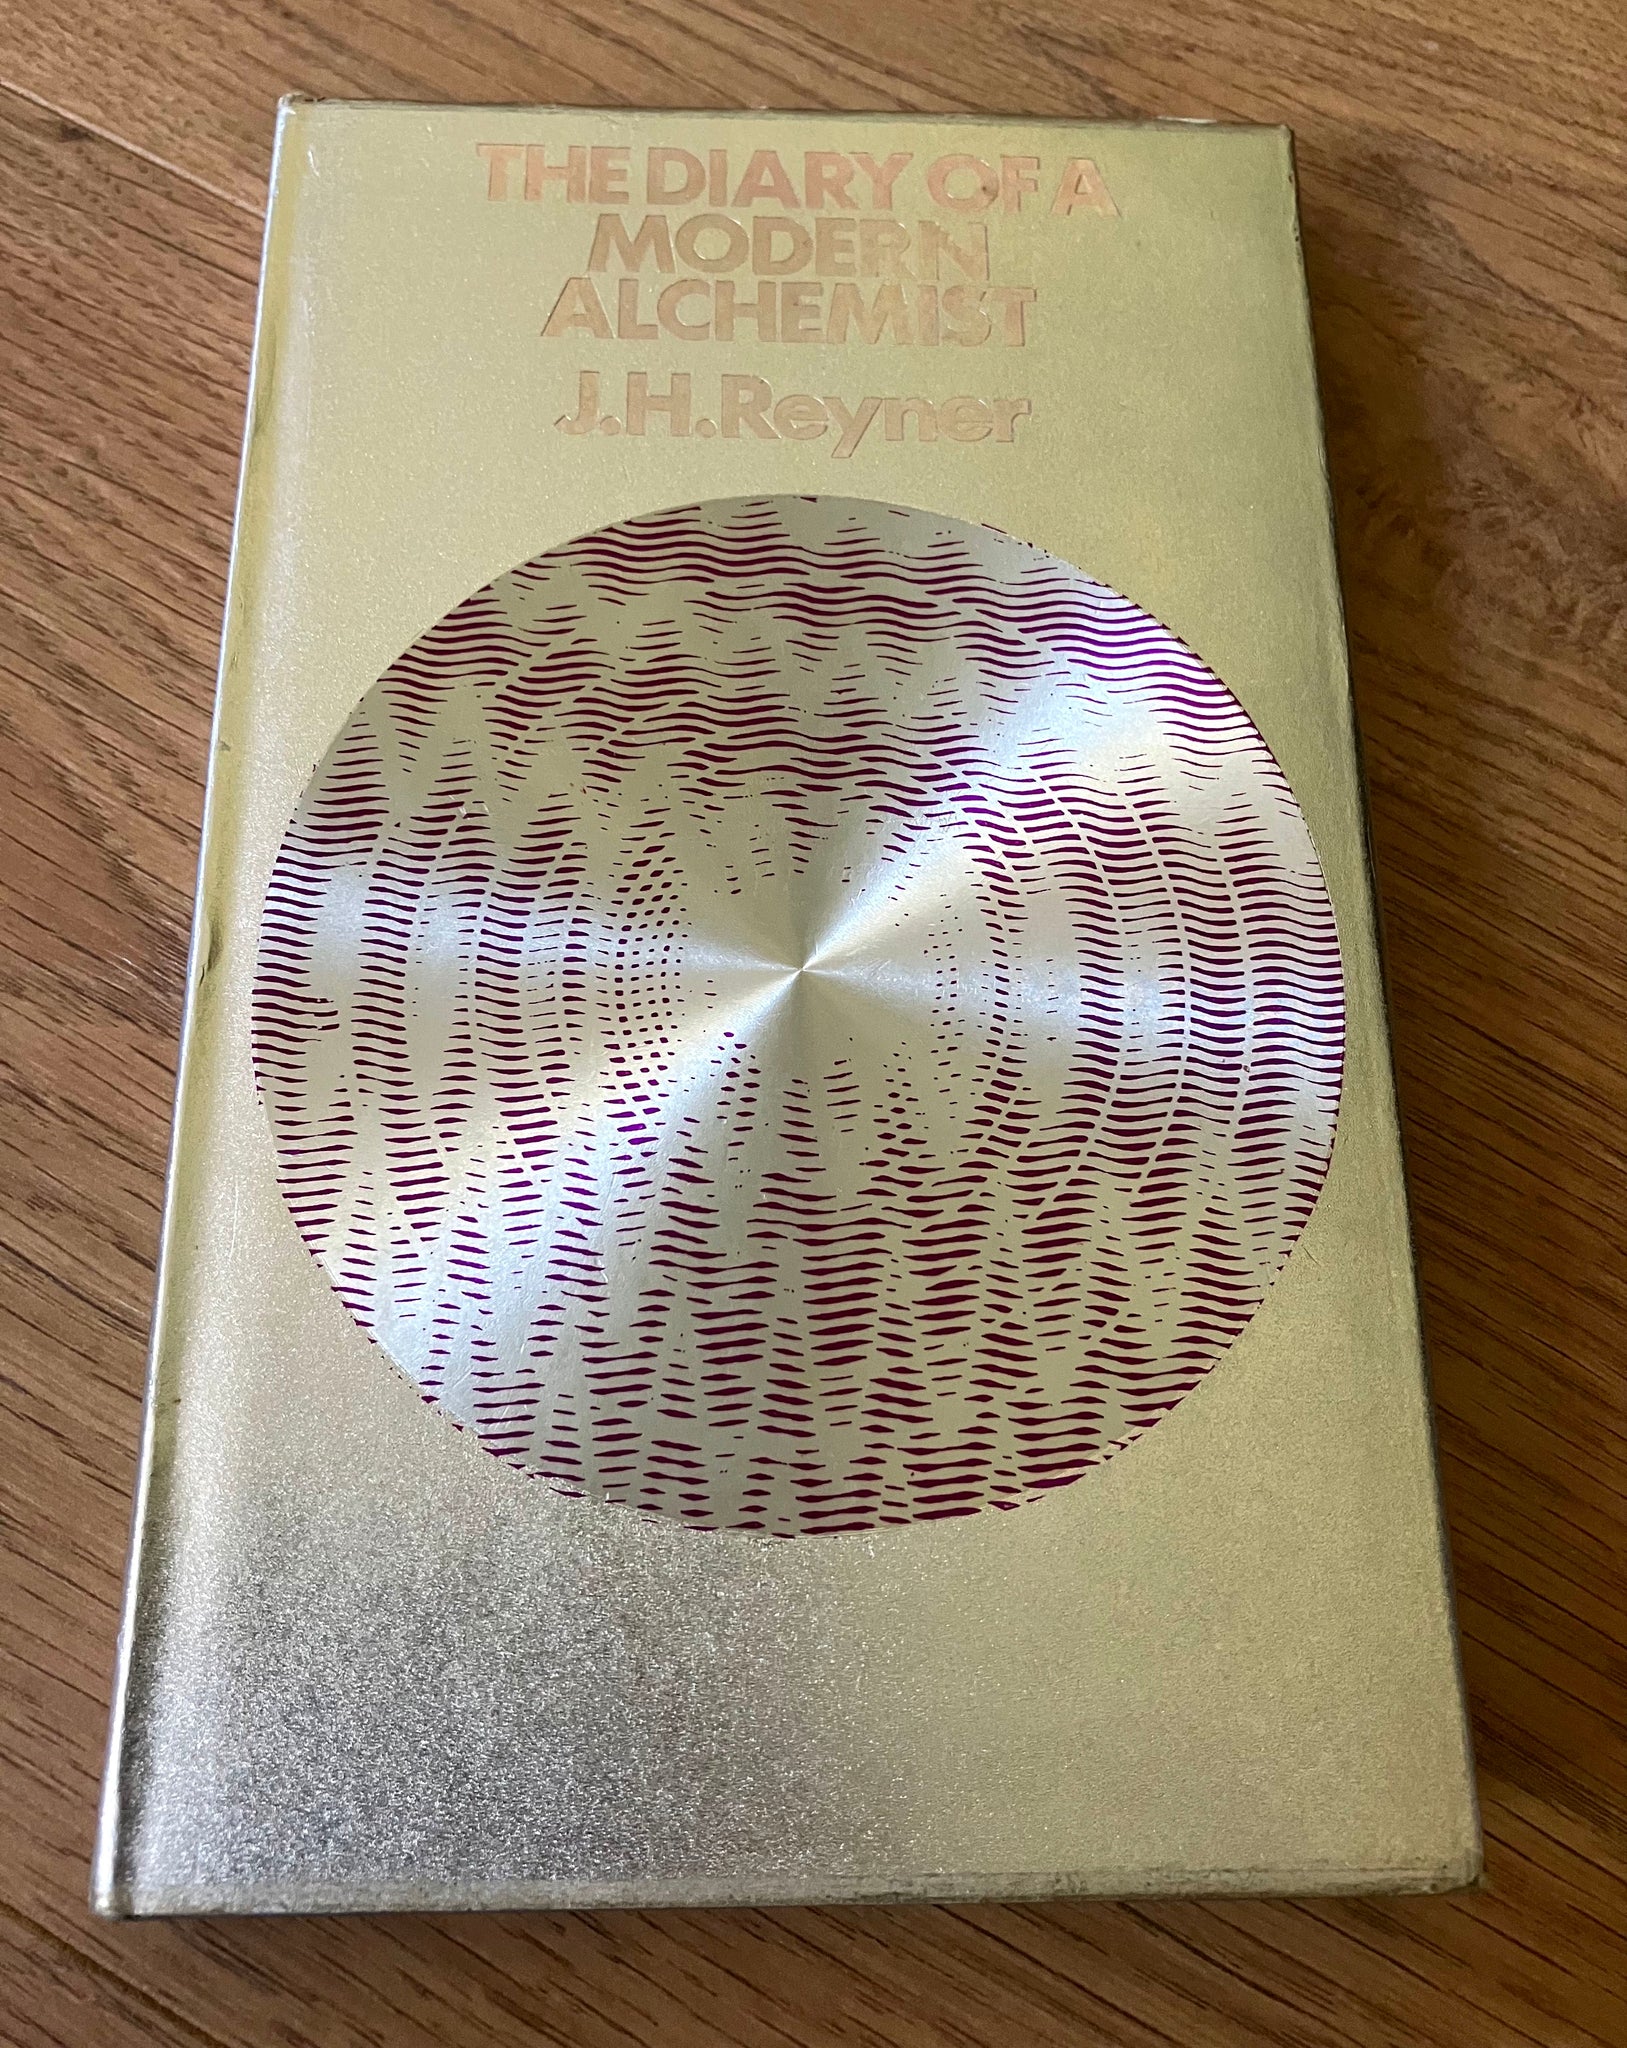 THE DIARY OF A
MODERN
ALCHEMIST
J.H.Reyner